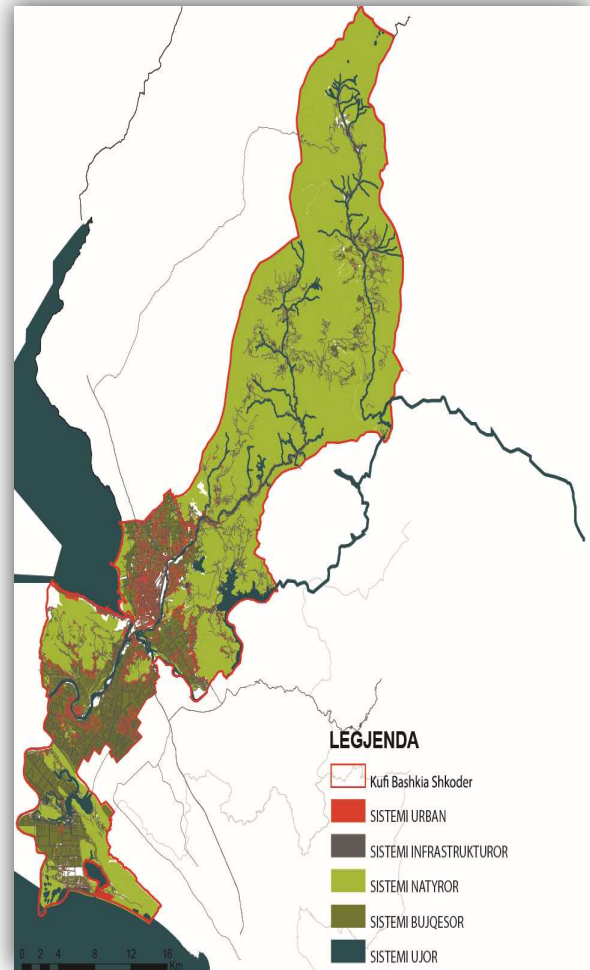 LEGJENDA
Kufi Bashkia Shkoder
SISTEMI URBAN
SISTEMI INFRASTRUKTUROR
SISTEMI NATYROR
SISTEMI BUJQESOR
SISTEMI UJOR
0 2 4 8 12 16
Km